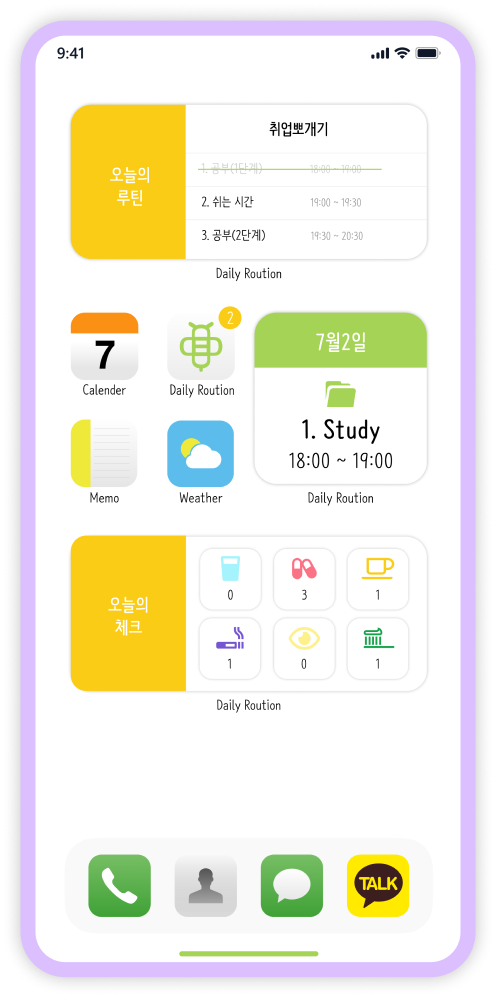 9:41
취업뽀개기
오늘의
루틴
1. 공부(1단계) 18:00 ~ 19:00
2. 쉬는 시간 19:00 ~ 19:30
3. 공부(2단계) 19:30 ~ 20:30
Daily Roution
7
Calender
2
Daily Roution
7월2일
1. Study
18:00 ~ 19:00
Daily Roution
Memo
Weather
오늘의
체크
0 3 1
1 0 1
Daily Roution
TALK